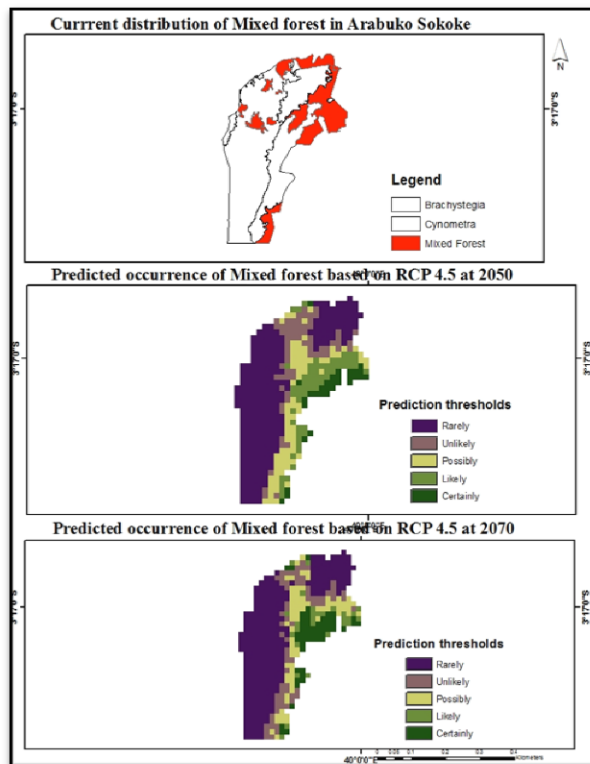 Currrent distribution of Mixed forest in Arabuko Sokoke
N
3°17'0"S
3°17'0"S
Legend
Brachystegia
Cynometra
Mixed Forest
Predicted occurrence of Mixed forest based on RCP 4.5 at 2050
3°17'0"S
3°17'0"S
Prediction thresholds
Rarely
Unlikely
Possibly
Likely
Certainly
Predicted occurrence of Mixed forest based on RCP 4.5 at 2070
3°17'0"S
3°17'0"S
Prediction thresholds
Rarely
Unlikely
Possibly
Likely
Certainly
40°0'0"E
Kilometers